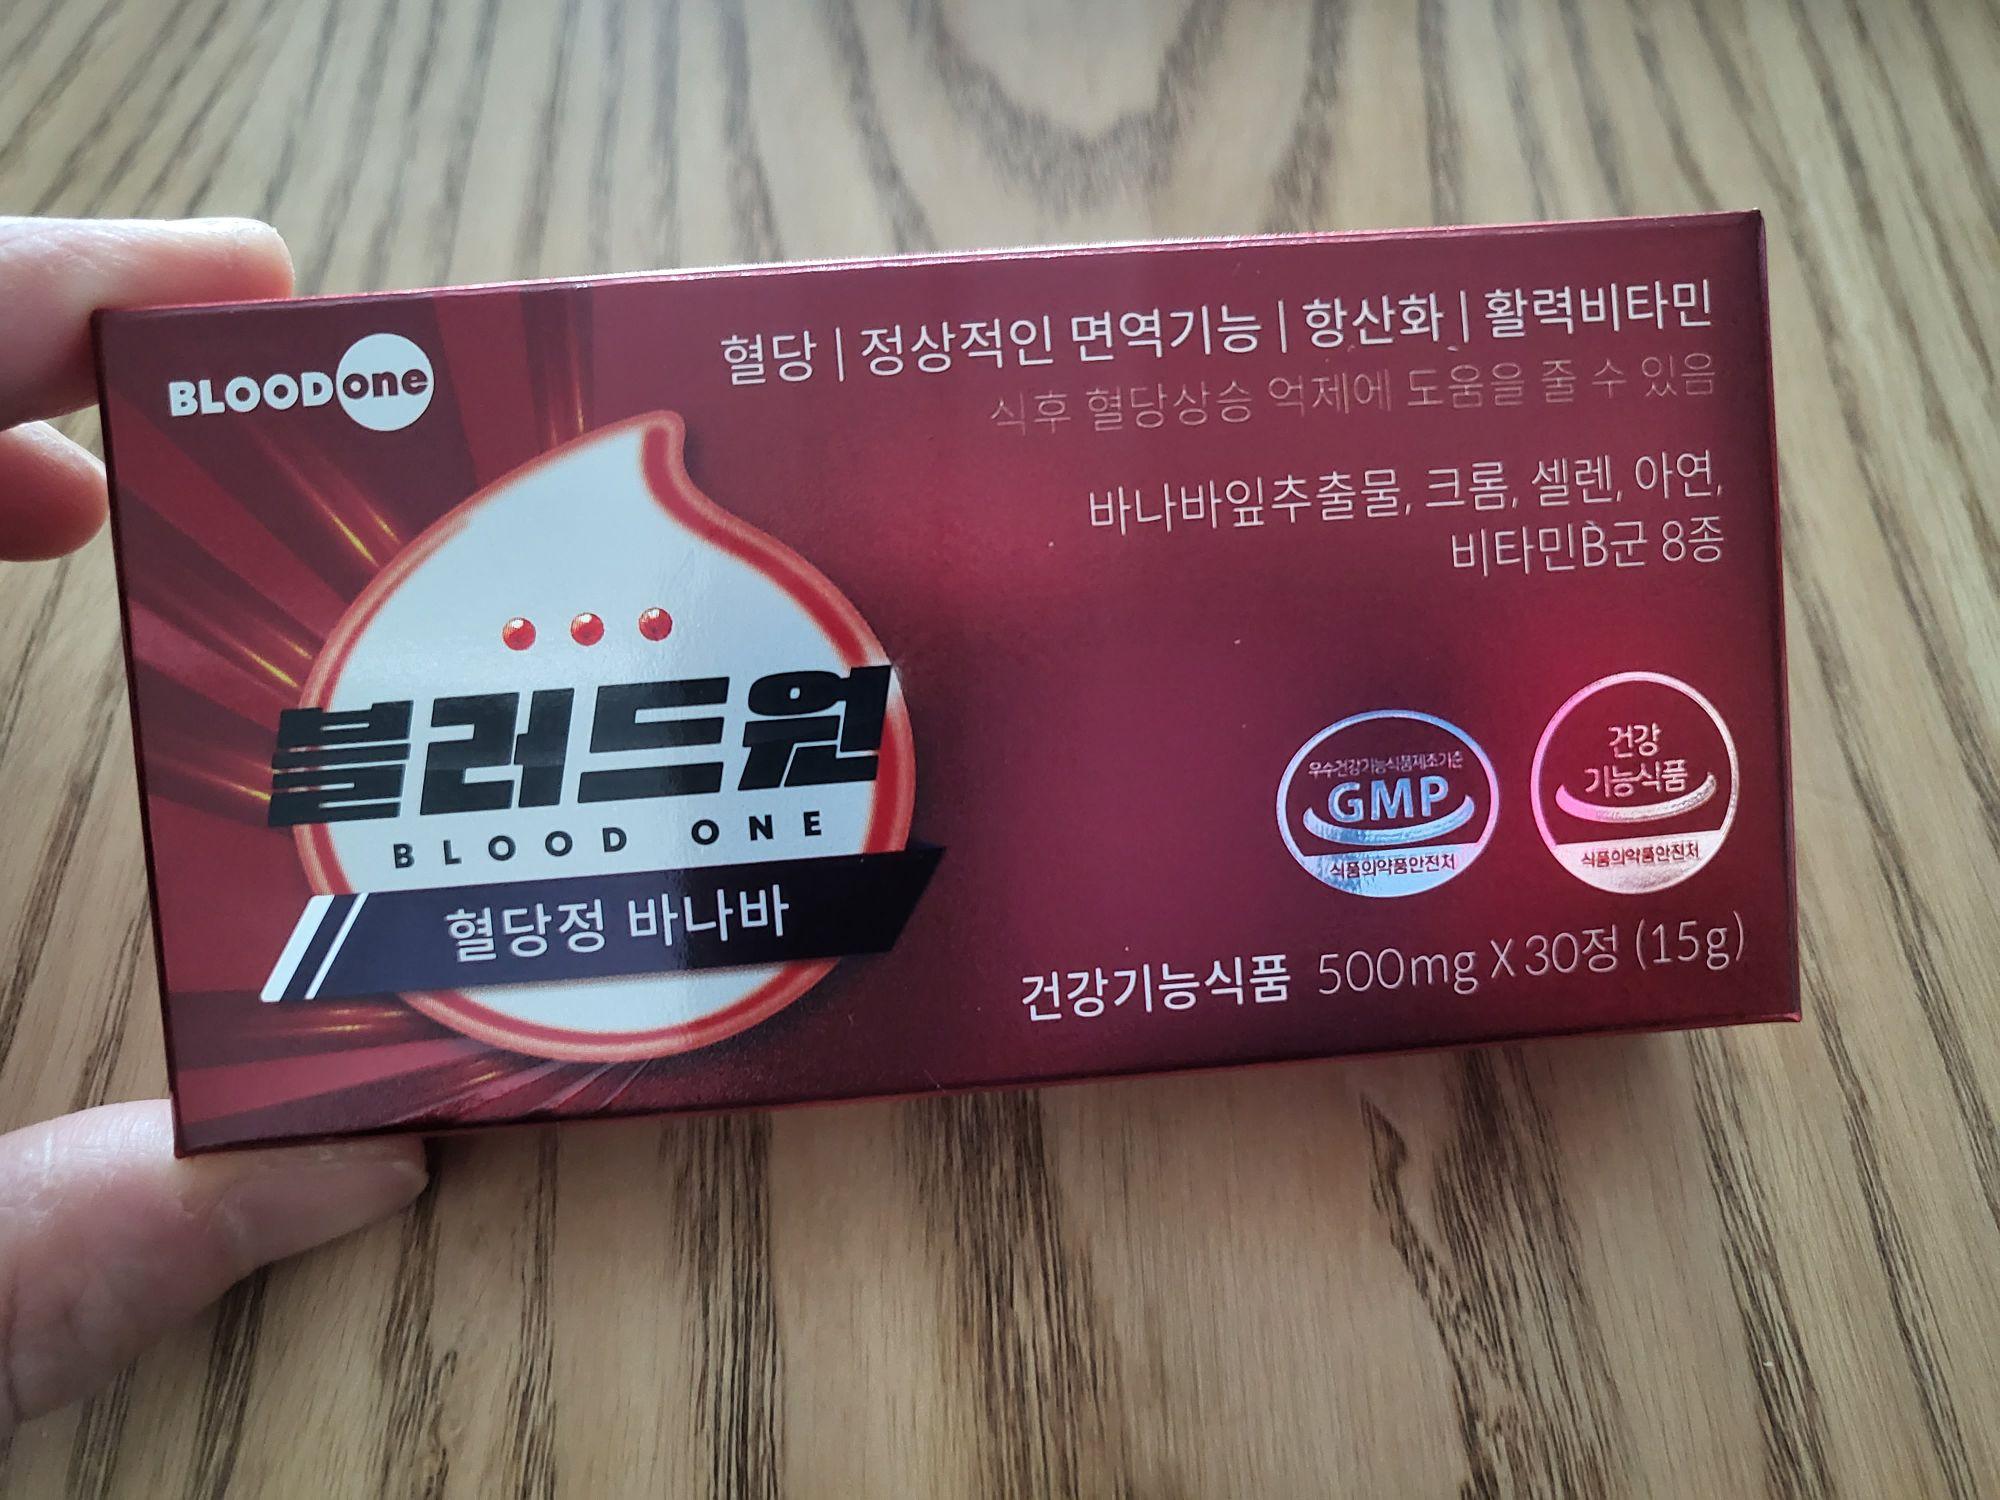 BLOODone
혈당 | 정상적인 면역기능 | 항산화 | 활력비타민
식후 혈당상승 억제에 도움을 줄 수 있음
바나바잎추출물, 크롬, 셀렌, 아연,
비타민B군 8종
블러드원
BLOOD ONE
혈당정 바나바
우수건강기능식품제조기준
GMP
식품의약품안전처
건강
기능식품
식품의약품안전처
건강기능식품 500mg X 30정 (15g)